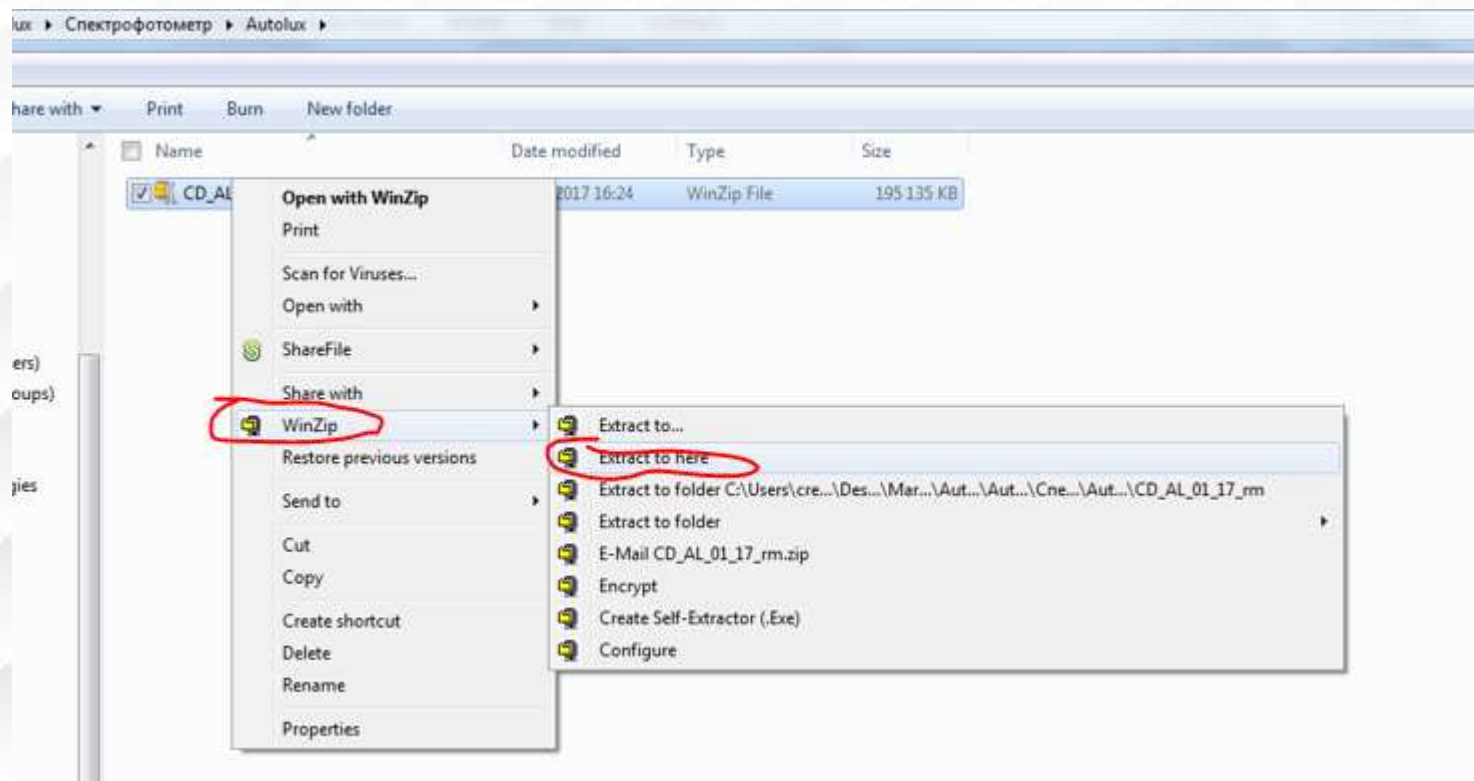 lux ▸ Спектрофотометр ▸ Autolux ▸
hare with ▾ Print Burn New folder
Name Date modified Type Size
CD_AL 2017 16:24 WinZip File 195 135 KB
Open with WinZip
Print
Scan for Viruses...
Open with
ShareFile
Share with
WinZip
Restore previous versions
Send to
Cut
Copy
Create shortcut
Delete
Rename
Properties
Extract to...
Extract to here
Extract to folder C:\Users\cre...\Des...\Mar...\Aut...\Aut...\Спе...\Aut...\CD_AL_01_17_rm
Extract to folder
E-Mail CD_AL_01_17_rm.zip
Encrypt
Create Self-Extractor (.Exe)
Configure
ers)
oups)
gies